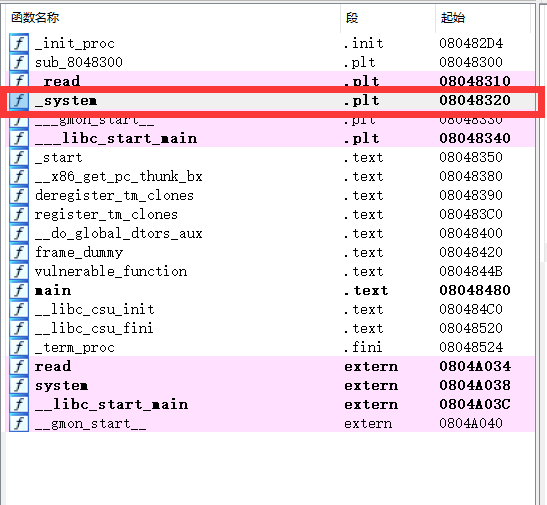 函数名称 段 起始
f _init_proc .init 080482D4
f sub_8048300 .plt 08048300
f _read .plt 08048310
f _system .plt 08048320
f ___gmon_start__ .plt 08048330
f ___libc_start_main .plt 08048340
f _start .text 08048350
f __x86_get_pc_thunk_bx .text 08048380
f deregister_tm_clones .text 08048390
f register_tm_clones .text 080483C0
f __do_global_dtors_aux .text 08048400
f frame_dummy .text 08048420
f vulnerable_function .text 0804844B
f main .text 08048480
f __libc_csu_init .text 080484C0
f __libc_csu_fini .text 08048520
f _term_proc .fini 08048524
f read extern 0804A034
f system extern 0804A038
f __libc_start_main extern 0804A03C
f __gmon_start__ extern 0804A040